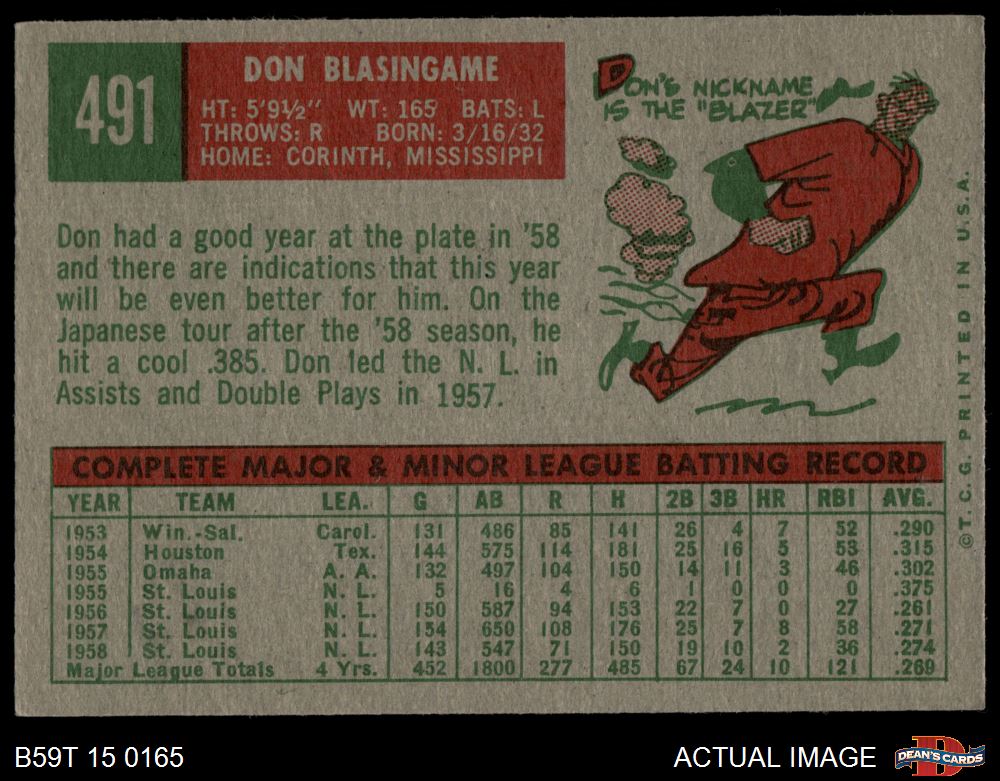 491
DON BLASINGAME
HT: 5'9½" WT: 165 BATS: L
THROWS: R BORN: 3/16/32
HOME: CORINTH, MISSISSIPPI
DON'S NICKNAME
IS THE "BLAZER"
Don had a good year at the plate in '58
and there are indications that this year
will be even better for him. On the
Japanese tour after the '58 season, he
hit a cool .385. Don led the N. L. in
Assists and Double Plays in 1957.
©T.C.G. PRINTED IN U.S.A.
COMPLETE MAJOR & MINOR LEAGUE BATTING RECORD
YEAR TEAM LEA. G AB R H 2B 3B HR RBI AVG.
1953 Win.-Sal. Carol. 131 486 85 141 26 4 7 52 .290
1954 Houston Tex. 144 575 114 181 25 16 5 53 .315
1955 Omaha A. A. 132 497 104 150 14 11 3 46 .302
1955 St. Louis N. L. 5 16 4 6 1 0 0 0 .375
1956 St. Louis N. L. 150 587 94 153 22 7 0 27 .261
1957 St. Louis N. L. 154 650 108 176 25 7 8 58 .271
1958 St. Louis N. L. 143 547 71 150 19 10 2 36 .274
Major League Totals 4 Yrs. 452 1800 277 485 67 24 10 121 .269
B59T 15 0165
ACTUAL IMAGE
D
DEAN'S CARDS